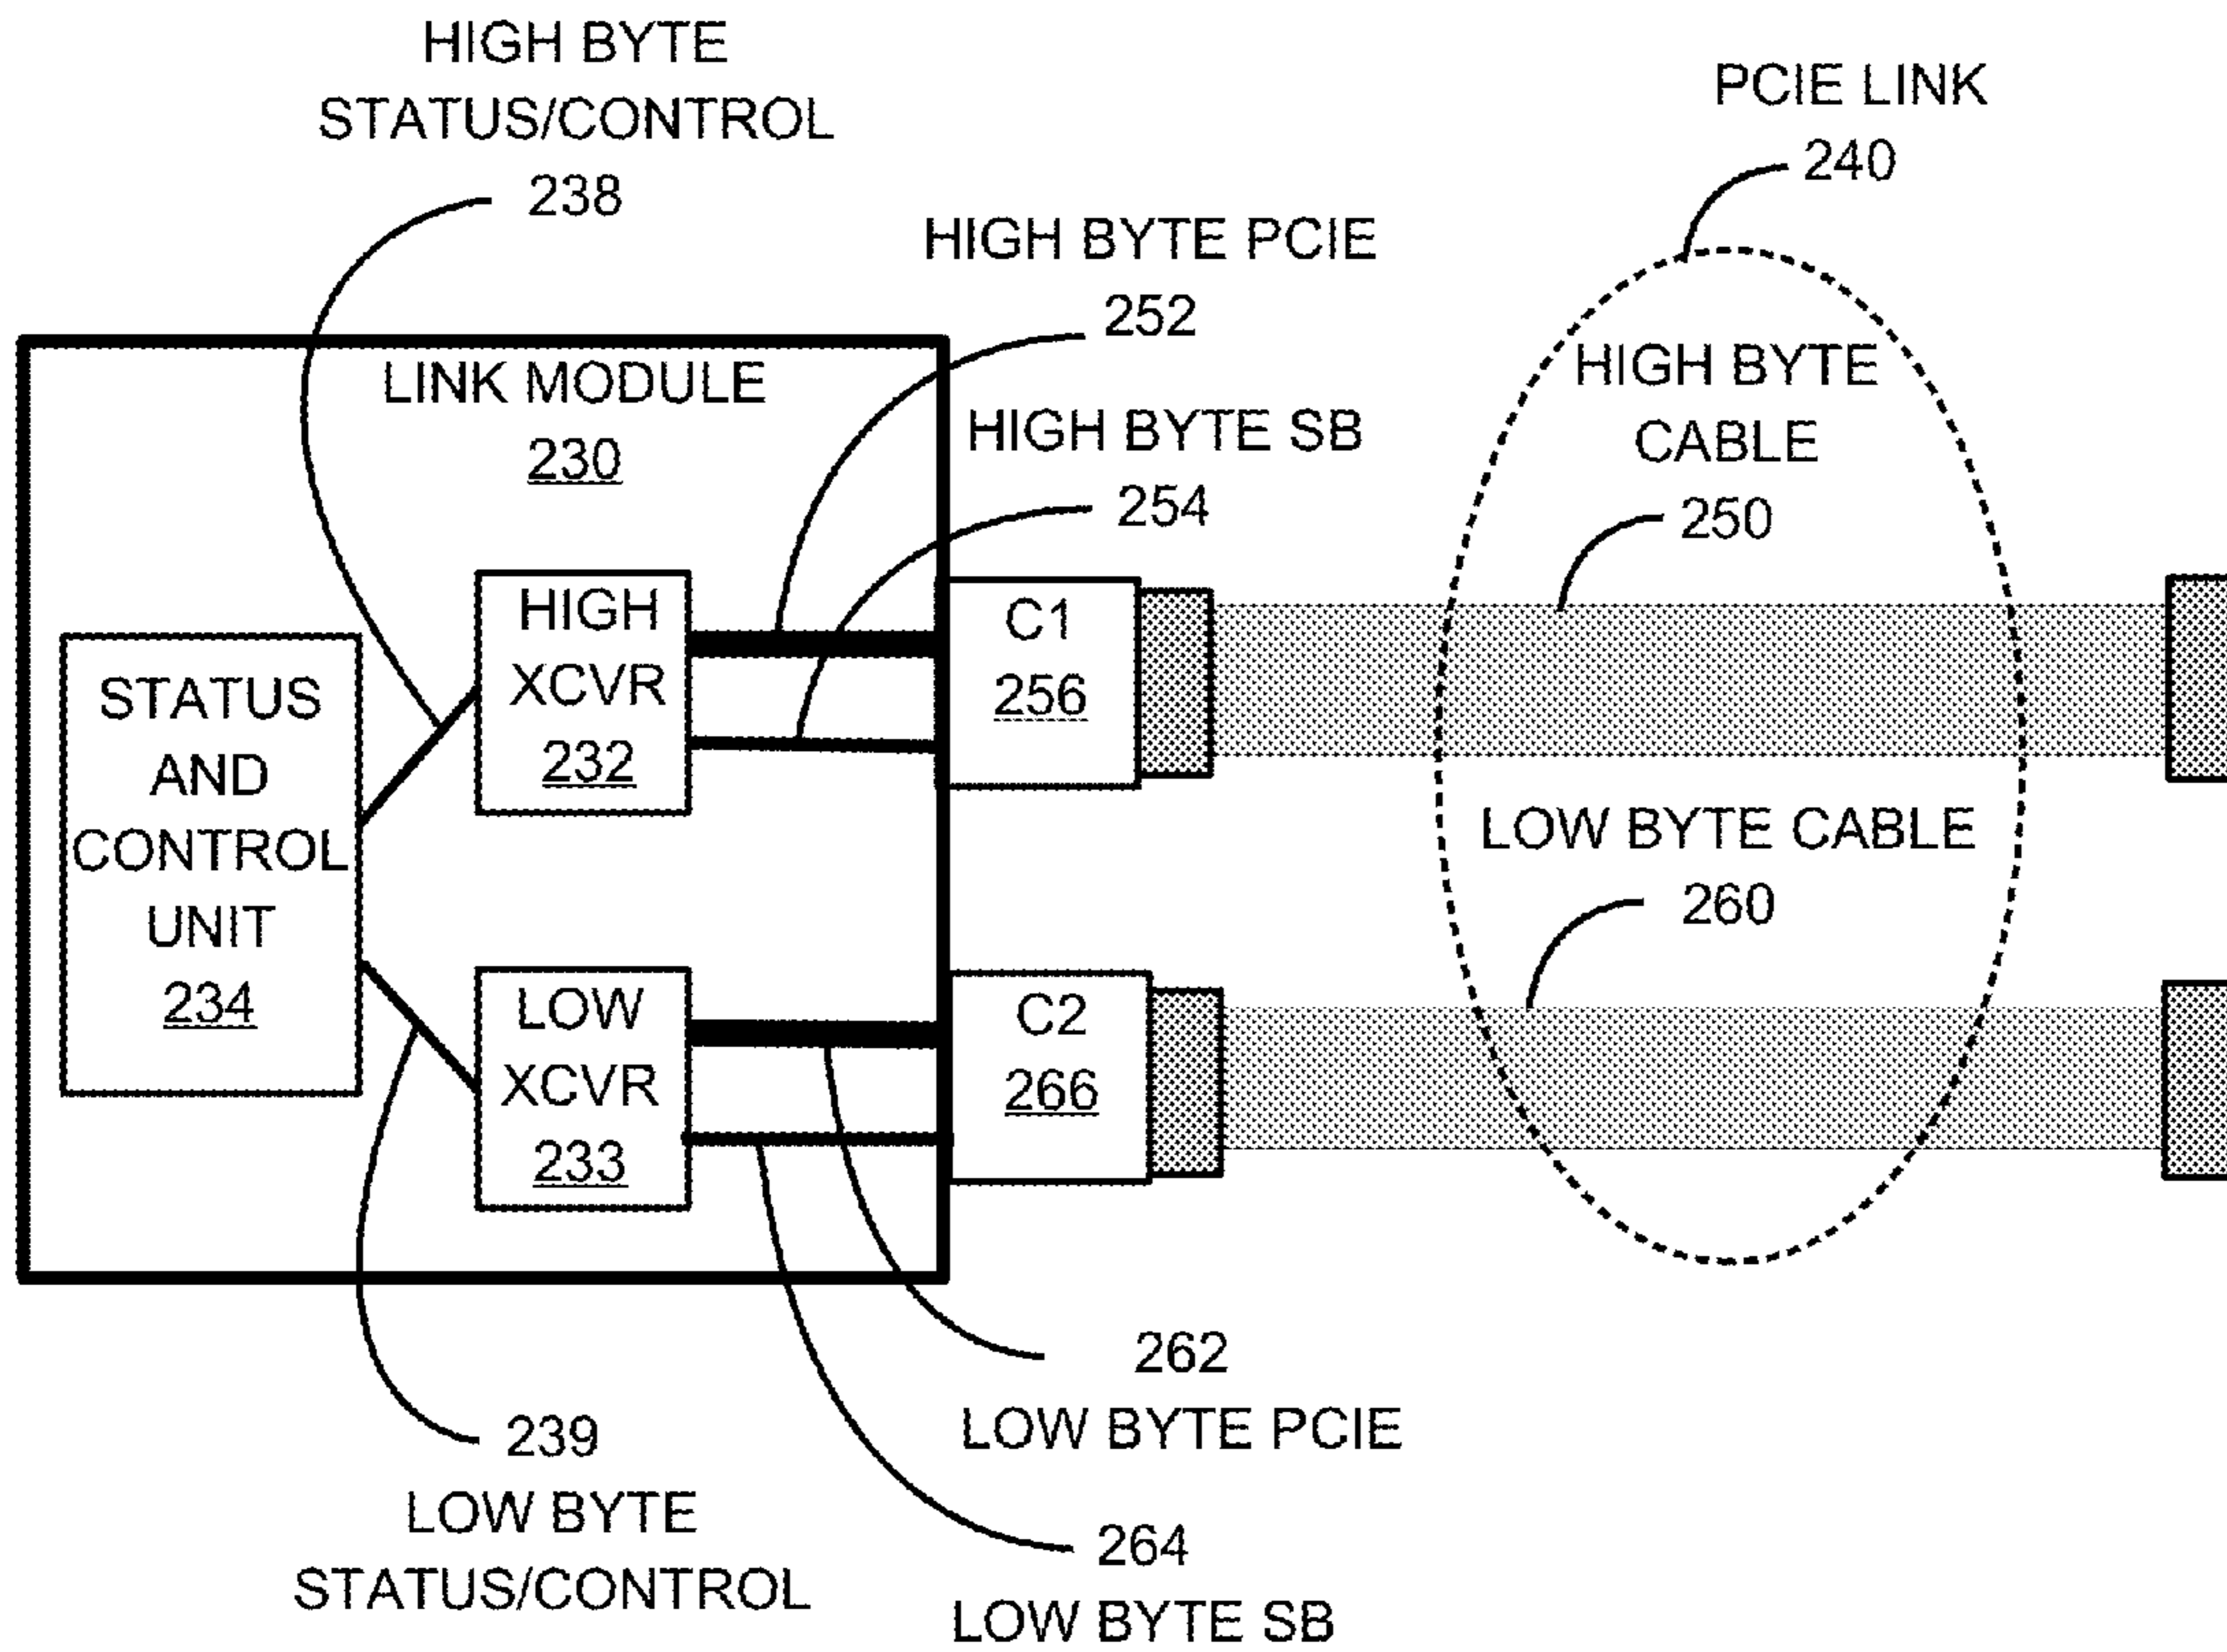 HIGH BYTE
STATUS/CONTROL
238
PCIE LINK
240
HIGH BYTE PCIE
252
LINK MODULE
230
HIGH BYTE SB
254
HIGH BYTE
CABLE
250
HIGH
XCVR
232
C1
256
STATUS
AND
CONTROL
UNIT
234
LOW BYTE CABLE
260
LOW
XCVR
233
C2
266
262
LOW BYTE PCIE
239
LOW BYTE
STATUS/CONTROL
264
LOW BYTE SB